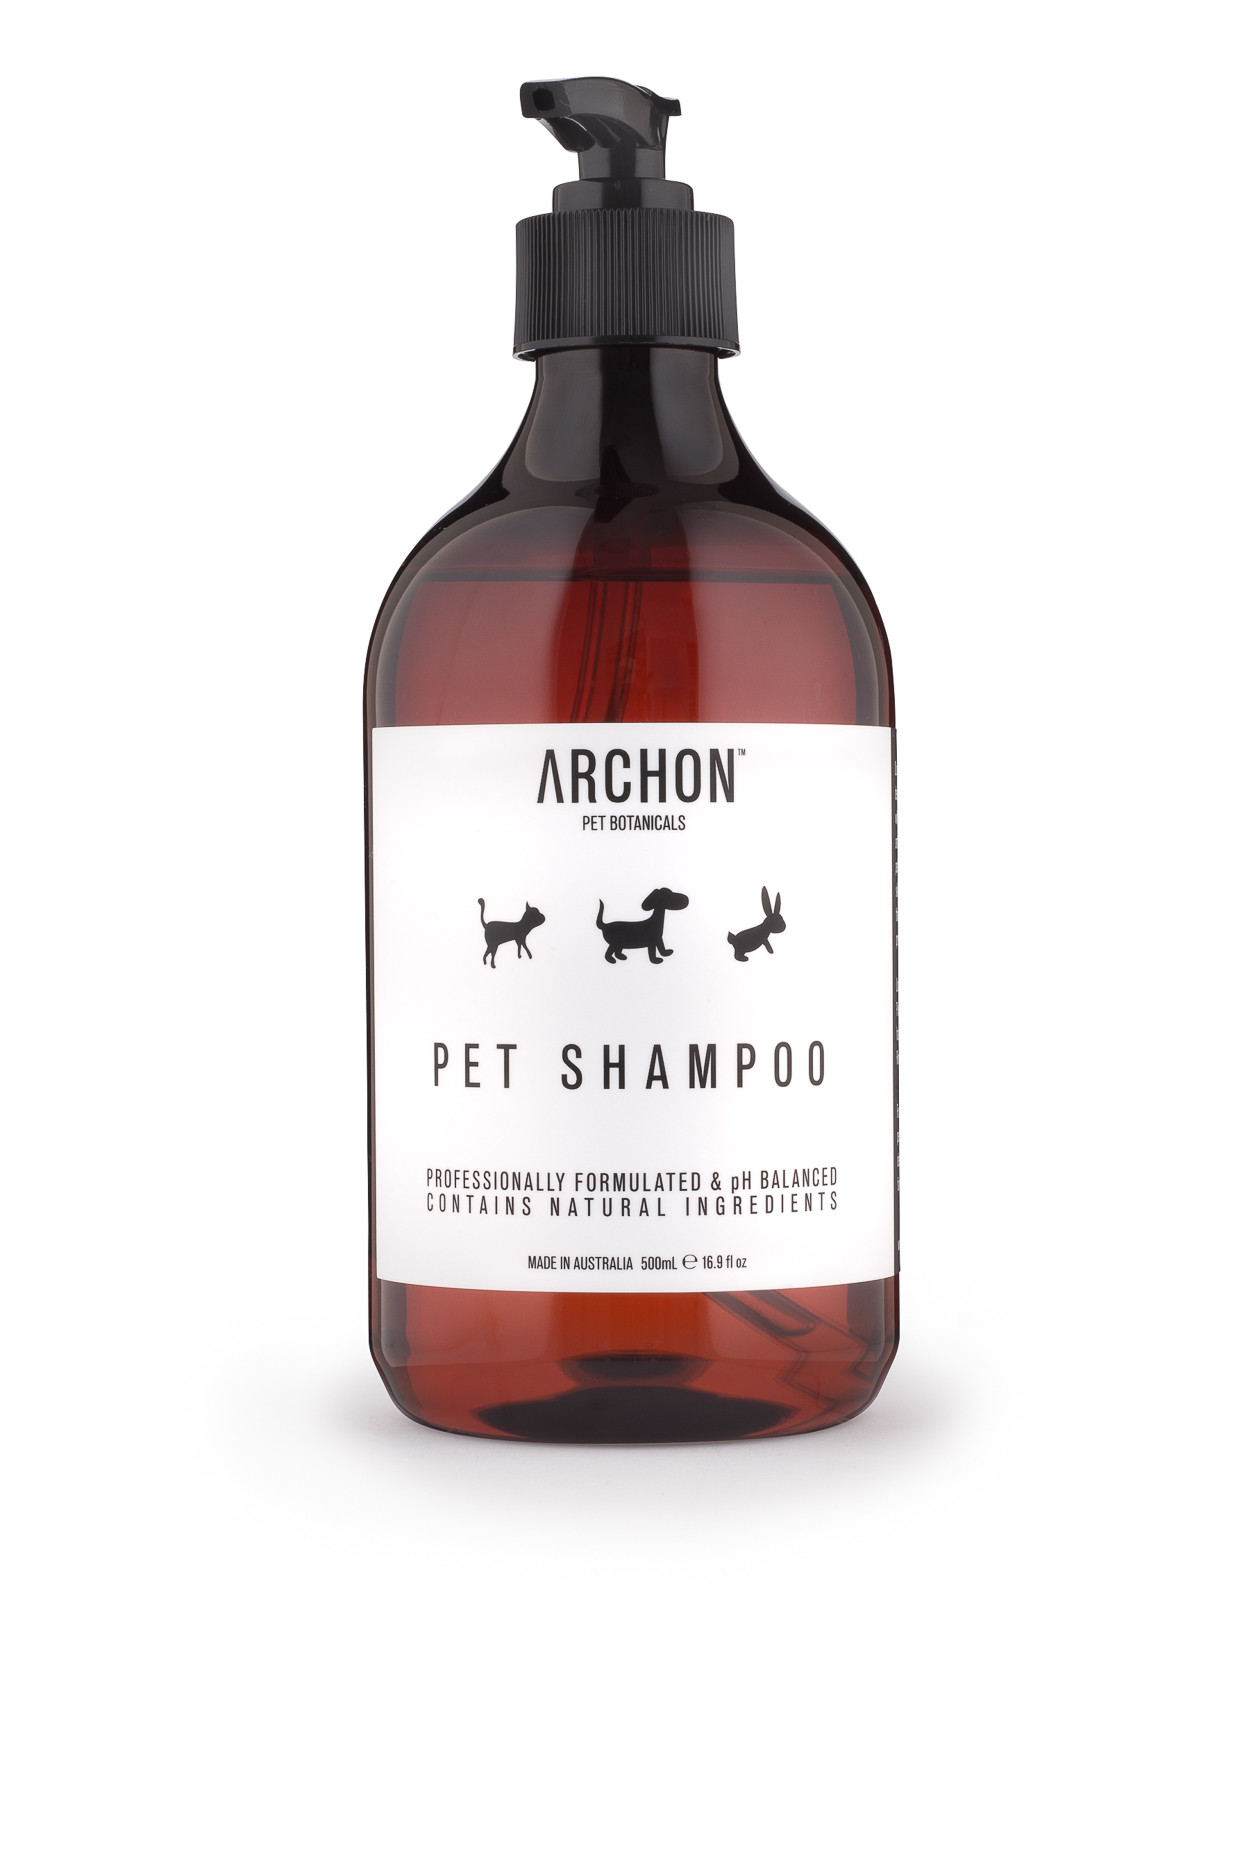 ARCHON™
PET BOTANICALS
PET SHAMPOO
PROFESSIONALLY FORMULATED & pH BALANCED
CONTAINS NATURAL INGREDIENTS
MADE IN AUSTRALIA 500mL ℮ 16.9 fl oz